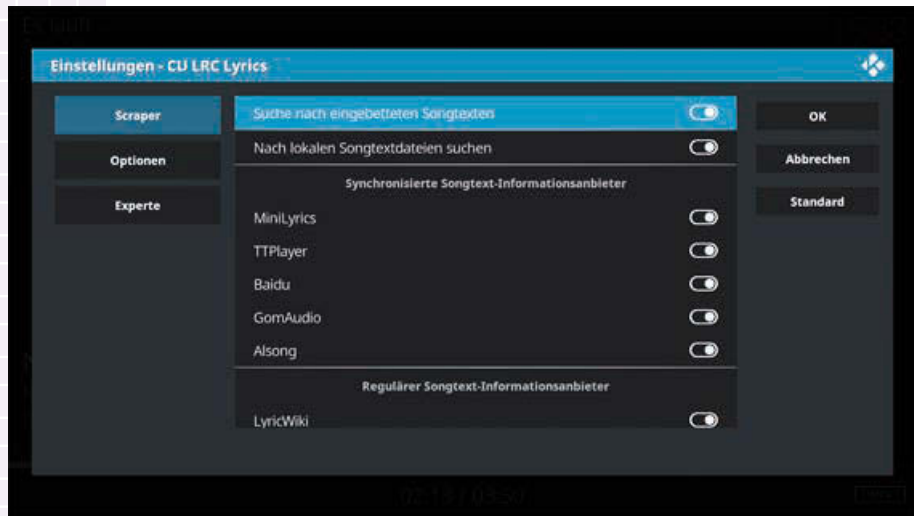 Einstellungen - CU LRC Lyrics
Scraper
Optionen
Experte
Suche nach eingebetteten Songtexten
Nach lokalen Songtextdateien suchen
Synchronisierte Songtext-Informationsanbieter
MiniLyrics
TTPlayer
Baidu
GomAudio
Alsong
Regulärer Songtext-Informationsanbieter
LyricWiki
OK
Abbrechen
Standard